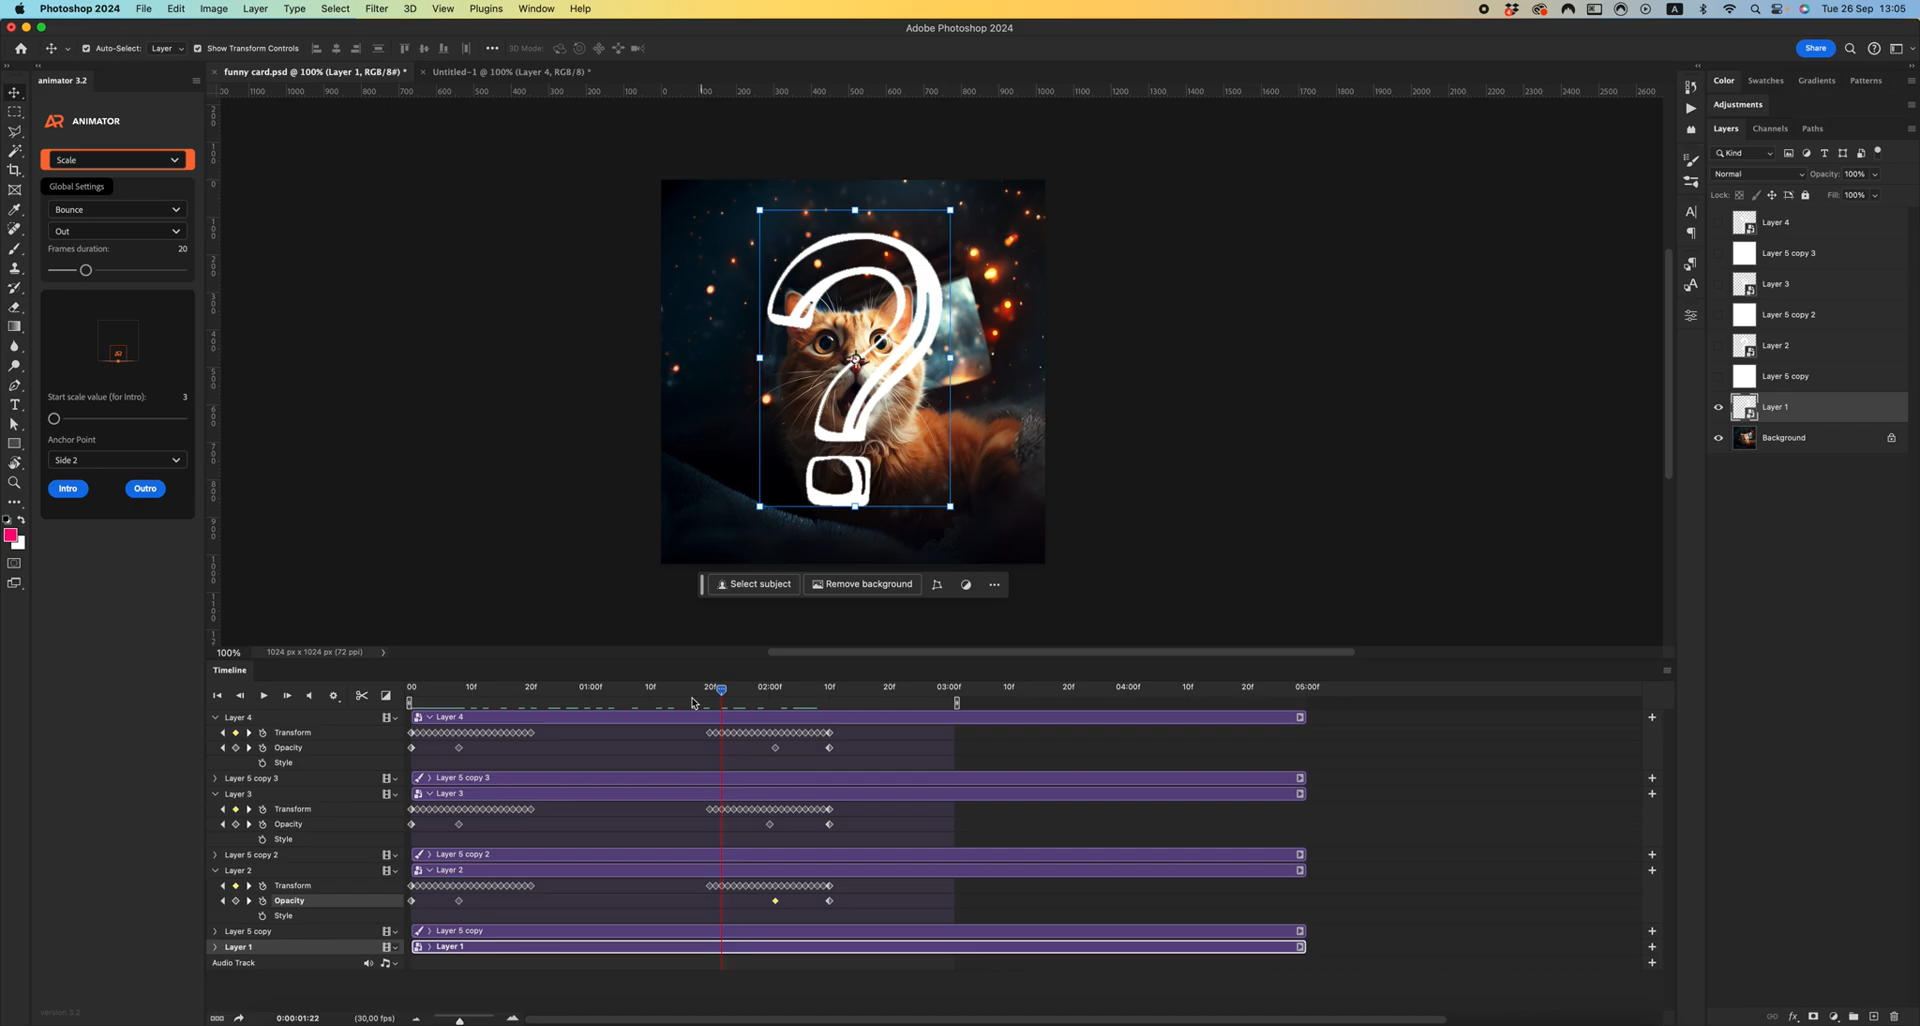 Photoshop 2024 File Edit Image Layer Type Select Filter 3D View Plugins Window Help Tue 26 Sep 13:05
Adobe Photoshop 2024
Auto-Select: Layer Show Transform Controls 3D Mode: Share
animator 3.2
funny card.psd @ 100% (Layer 1, RGB/8#) *
Untitled-1 @ 100% (Layer 4, RGB/8) *
ANIMATOR
Scale
Global Settings
Bounce
Out
Frames duration: 20
Start scale value (for Intro): 3
Anchor Point
Side 2
Intro Outro
version 3.2
?
Select subject Remove background
100% 1024 px x 1024 px (72 ppi)
Color Swatches Gradients Patterns
Adjustments
Layers Channels Paths
Kind
Normal Opacity: 100%
Lock: Fill: 100%
Layer 4
Layer 5 copy 3
Layer 3
Layer 5 copy 2
Layer 2
Layer 5 copy
Layer 1
Background
Timeline
00 10f 20f 01:00f 10f 20f 02:00f 10f 20f 03:00f 10f 20f 04:00f 10f 20f 05:00f
Layer 4 Layer 4
Transform
Opacity
Style
Layer 5 copy 3 Layer 5 copy 3
Layer 3 Layer 3
Transform
Opacity
Style
Layer 5 copy 2 Layer 5 copy 2
Layer 2 Layer 2
Transform
Opacity
Style
Layer 5 copy Layer 5 copy
Layer 1 Layer 1
Audio Track
0:00:01:22 (30,00 fps)